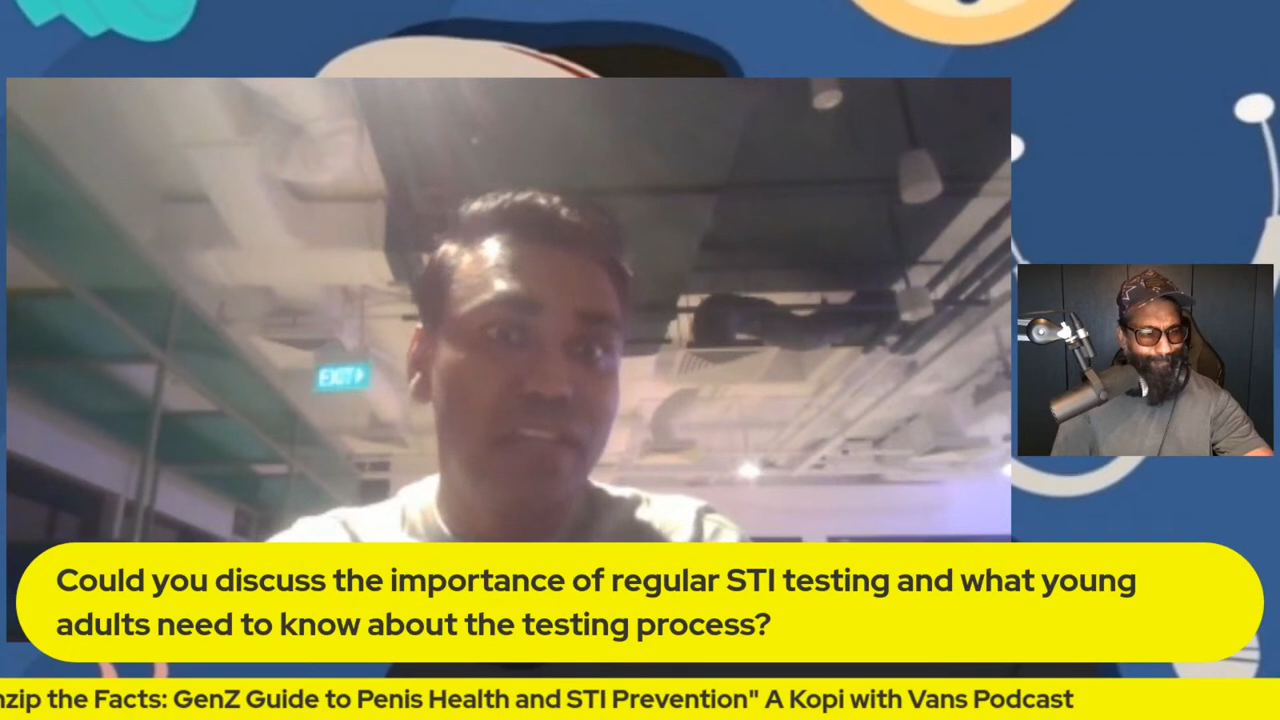 EXIT
Could you discuss the importance of regular STI testing and what young
adults need to know about the testing process?
nzip the Facts: GenZ Guide to Penis Health and STI Prevention" A Kopi with Vans Podcast